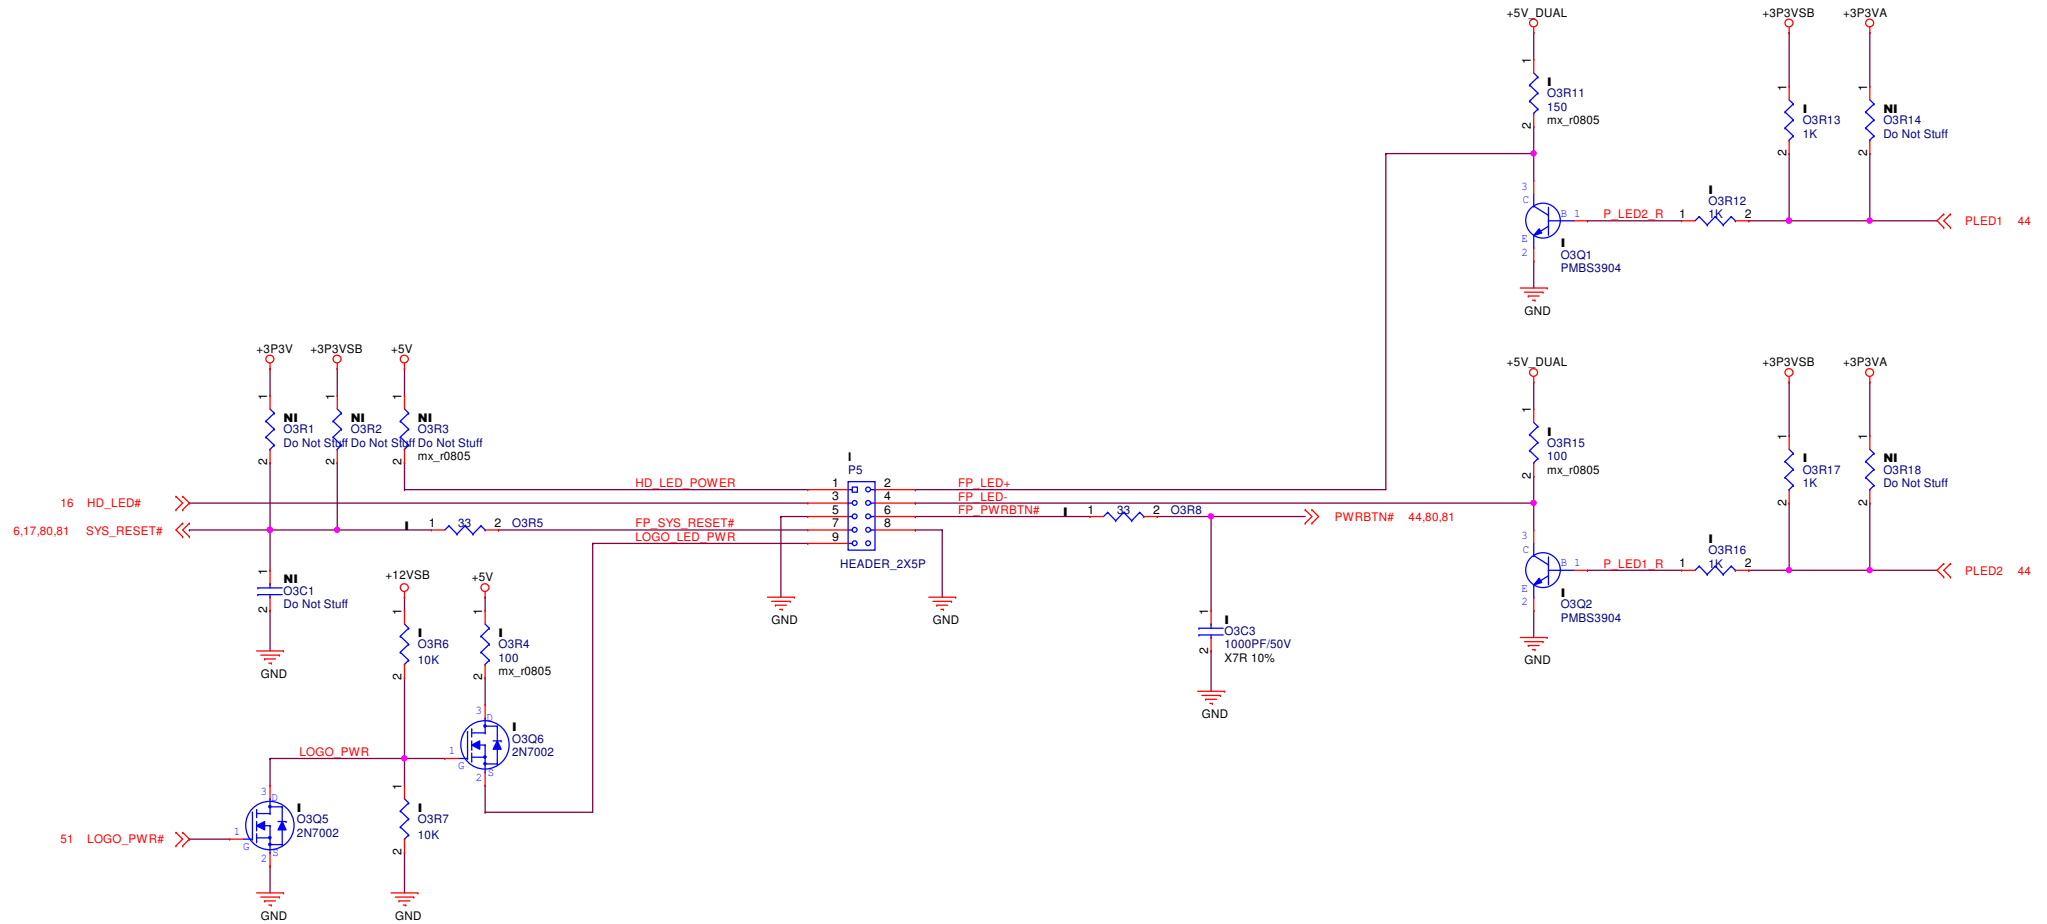 +5V_DUAL
+3P3VSB
+3P3VA
1
I
O3R11
150
mx_r0805
2
1
I
O3R13
1K
2
1
NI
O3R14
Do Not Stuff
2
3
C
B 1
E
2
P_LED2_R
1
I
O3R12
1K
2
PLED1 44
I
O3Q1
PMBS3904
GND
+3P3V
+3P3VSB
+5V
1
NI
O3R1
Do Not Stuff
2
1
NI
O3R2
Do Not Stuff
2
1
NI
O3R3
Do Not Stuff
mx_r0805
2
+5V_DUAL
+3P3VSB
+3P3VA
1
I
O3R15
100
mx_r0805
2
1
I
O3R17
1K
2
1
NI
O3R18
Do Not Stuff
2
I
P5
HD_LED_POWER
1
2
FP_LED+
16 HD_LED#
3
4
FP_LED-
5
6
FP_PWRBTN#
I
1
33
2
O3R8
PWRBTN# 44,80,81
6,17,80,81 SYS_RESET#
I
1
33
2
O3R5
FP_SYS_RESET#
7
8
LOGO_LED_PWR
9
HEADER_2X5P
3
C
B 1
E
2
P_LED1_R
1
I
O3R16
1K
2
PLED2 44
I
O3Q2
PMBS3904
GND
1
NI
O3C1
Do Not Stuff
2
GND
+12VSB
+5V
1
I
O3R6
10K
2
1
I
O3R4
100
mx_r0805
2
GND
GND
1
I
O3C3
1000PF/50V
X7R 10%
2
GND
LOGO_PWR
3
D
1
G
2
S
I
O3Q6
2N7002
51 LOGO_PWR#
3
D
1
G
2
S
I
O3Q5
2N7002
GND
1
I
O3R7
10K
2
GND